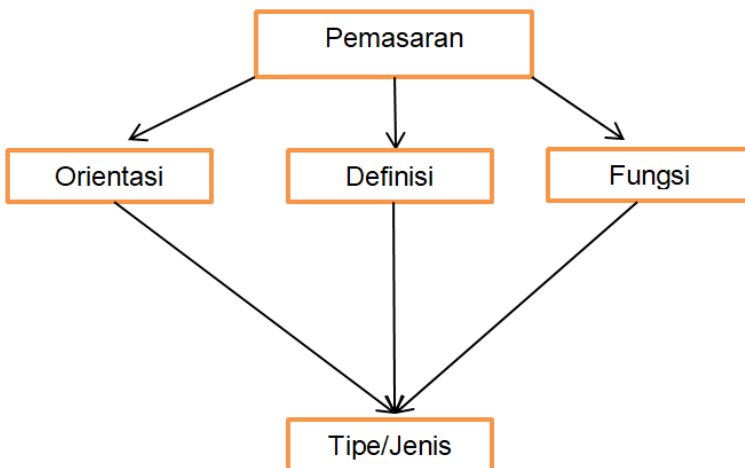 Pemasaran
Orientasi
Definisi
Fungsi
Tipe/Jenis